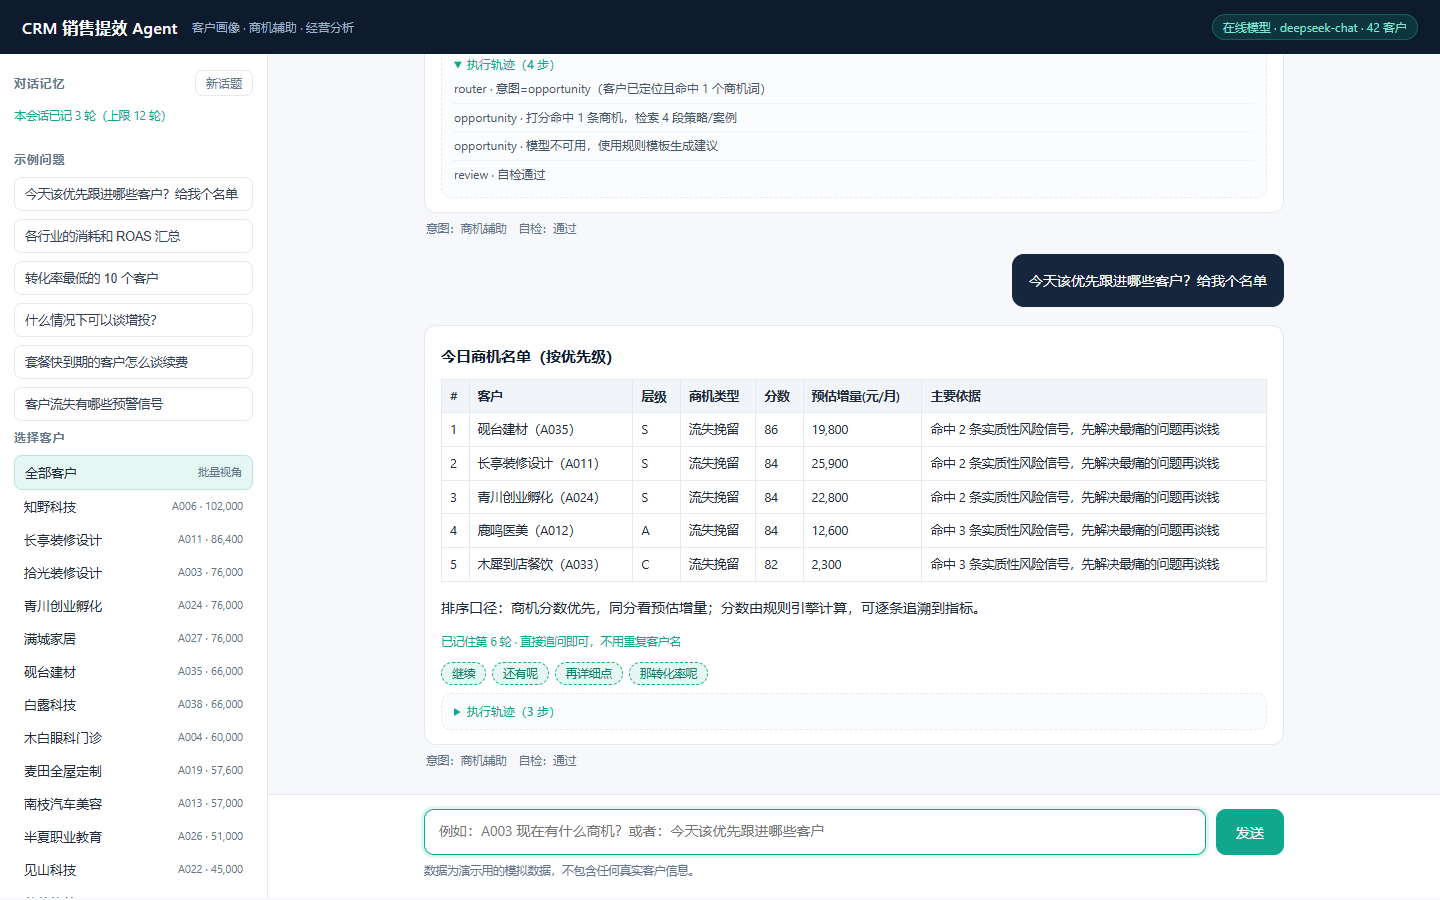 CRM 销售提效 Agent 客户画像 · 商机辅助 · 经营分析
在线模型 · deepseek-chat · 42 客户
对话记忆
新话题
本会话已记 3 轮（上限 12 轮）
示例问题
今天该优先跟进哪些客户？给我个名单
各行业的消耗和 ROAS 汇总
转化率最低的 10 个客户
什么情况下可以谈增投？
套餐快到期的客户怎么谈续费
客户流失有哪些预警信号
选择客户
全部客户 批量视角
知野科技 A006 · 102,000
长亭装修设计 A011 · 86,400
拾光装修设计 A003 · 76,000
青川创业孵化 A024 · 76,000
满城家居 A027 · 76,000
砚台建材 A035 · 66,000
白露科技 A038 · 66,000
木白眼科门诊 A004 · 60,000
麦田全屋定制 A019 · 57,600
南枝汽车美容 A013 · 57,000
半夏职业教育 A026 · 51,000
见山科技 A022 · 45,000
▼ 执行轨迹（4 步）
router · 意图=opportunity（客户已定位且命中 1 个商机词）
opportunity · 打分命中 1 条商机，检索 4 段策略/案例
opportunity · 模型不可用，使用规则模板生成建议
review · 自检通过
意图：商机辅助 自检：通过
今天该优先跟进哪些客户？给我个名单
今日商机名单（按优先级）
# 客户 层级 商机类型 分数 预估增量(元/月) 主要依据
1 砚台建材（A035） S 流失挽留 86 19,800 命中 2 条实质性风险信号，先解决最痛的问题再谈钱
2 长亭装修设计（A011） S 流失挽留 84 25,900 命中 2 条实质性风险信号，先解决最痛的问题再谈钱
3 青川创业孵化（A024） S 流失挽留 84 22,800 命中 2 条实质性风险信号，先解决最痛的问题再谈钱
4 鹿鸣医美（A012） A 流失挽留 84 12,600 命中 3 条实质性风险信号，先解决最痛的问题再谈钱
5 木犀到店餐饮（A033） C 流失挽留 82 2,300 命中 3 条实质性风险信号，先解决最痛的问题再谈钱
排序口径：商机分数优先，同分看预估增量；分数由规则引擎计算，可逐条追溯到指标。
已记住第 6 轮 · 直接追问即可，不用重复客户名
继续 还有呢 再详细点 那转化率呢
▶ 执行轨迹（3 步）
意图：商机辅助 自检：通过
例如：A003 现在有什么商机？或者：今天该优先跟进哪些客户
发送
数据为演示用的模拟数据，不包含任何真实客户信息。